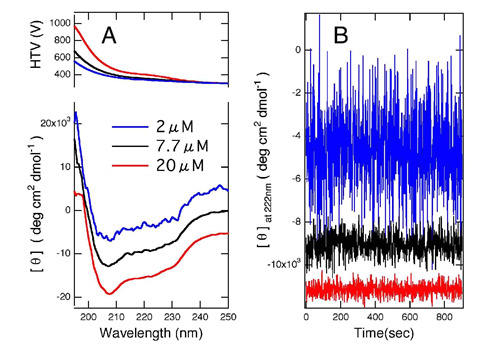 A
HTV (V)
1000
800
600
400
20x10³
10
0
-10
-20
[ θ ] ( deg cm² dmol⁻¹ )
2 μM
7.7 μM
20 μM
200 210 220 230 240 250
Wavelength (nm)
B
[ θ ] at 222nm ( deg cm² dmol⁻¹ )
0
-2
-4
-6
-8
-10x10³
0 200 400 600 800
Time(sec)